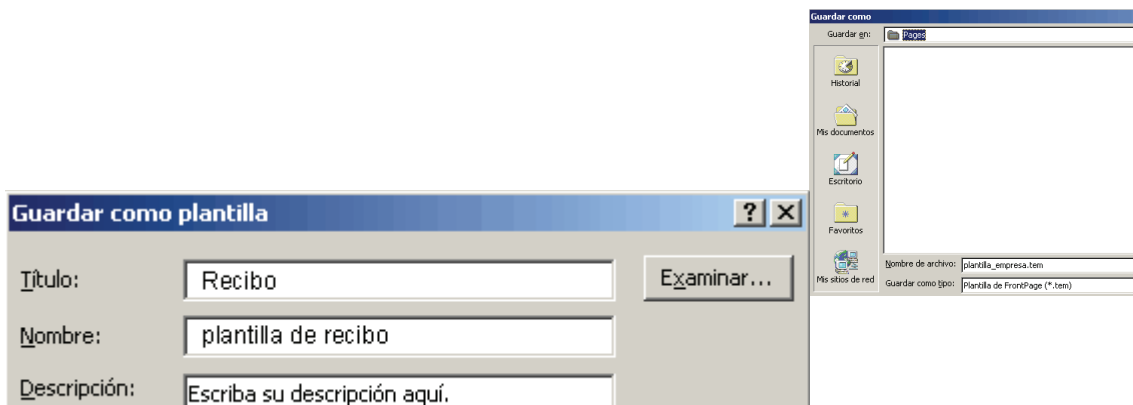 Guardar como
Guardar en: Pages
Historial
Mis documentos
Escritorio
Favoritos
Mis sitios de red
Nombre de archivo: plantilla_empresa.tem
Guardar como tipo: Plantilla de FrontPage (*.tem)
Guardar como plantilla
Título: Recibo Examinar...
Nombre: plantilla de recibo
Descripción: Escriba su descripción aquí.